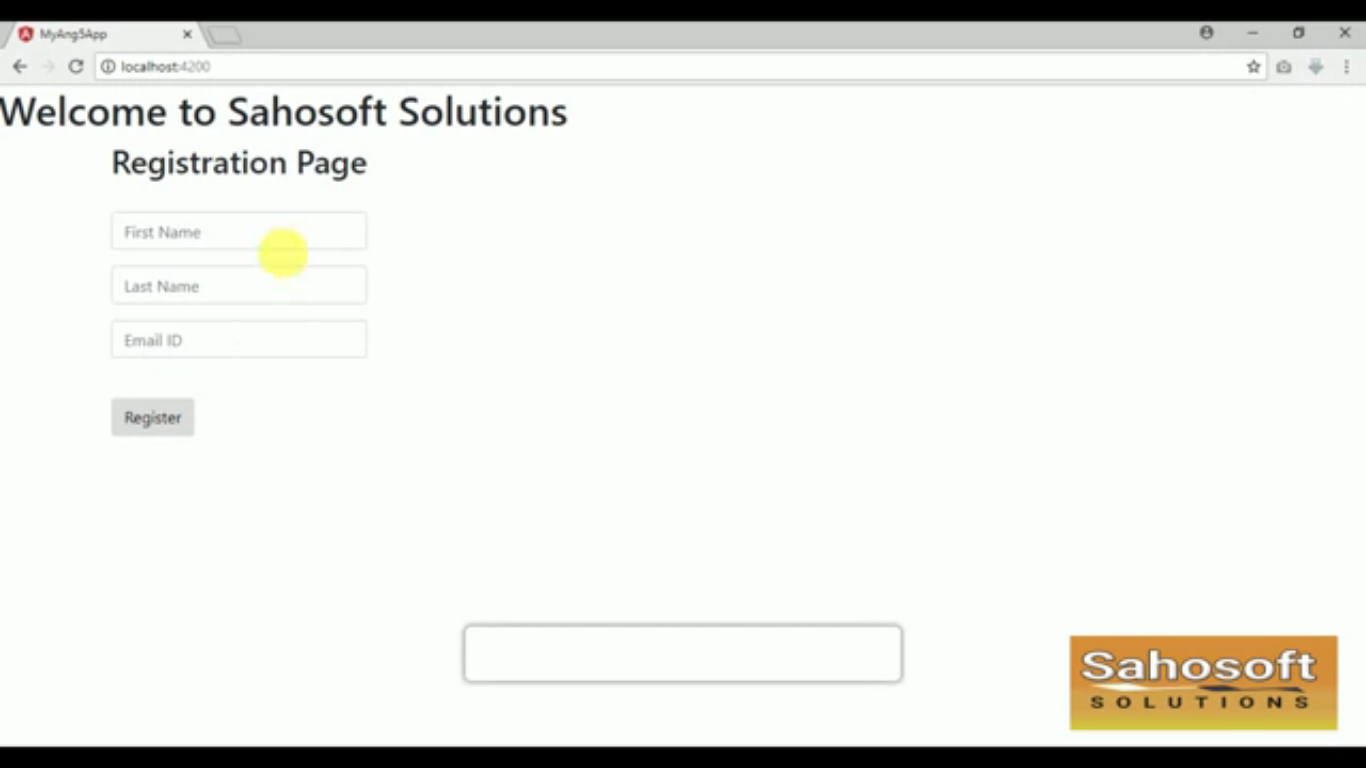 MyAng5App
localhost:4200
Welcome to Sahosoft Solutions
Registration Page
First Name
Last Name
Email ID
Register
Sahosoft
SOLUTIONS